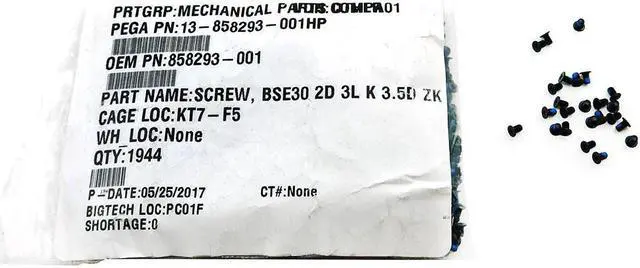 PRTGRP:MECHANICAL PARTS
PEGA PN:13-858293-001HP
OEM PN:858293-001
PART NAME:SCREW, BSE30 2D 3L K 3.5D ZK
CAGE LOC:KT7-F5
WH_LOC:None
QTY:1944
DATE:05/25/2017 CT#:None
BIGTECH LOC:PC01F
SHORTAGE:0